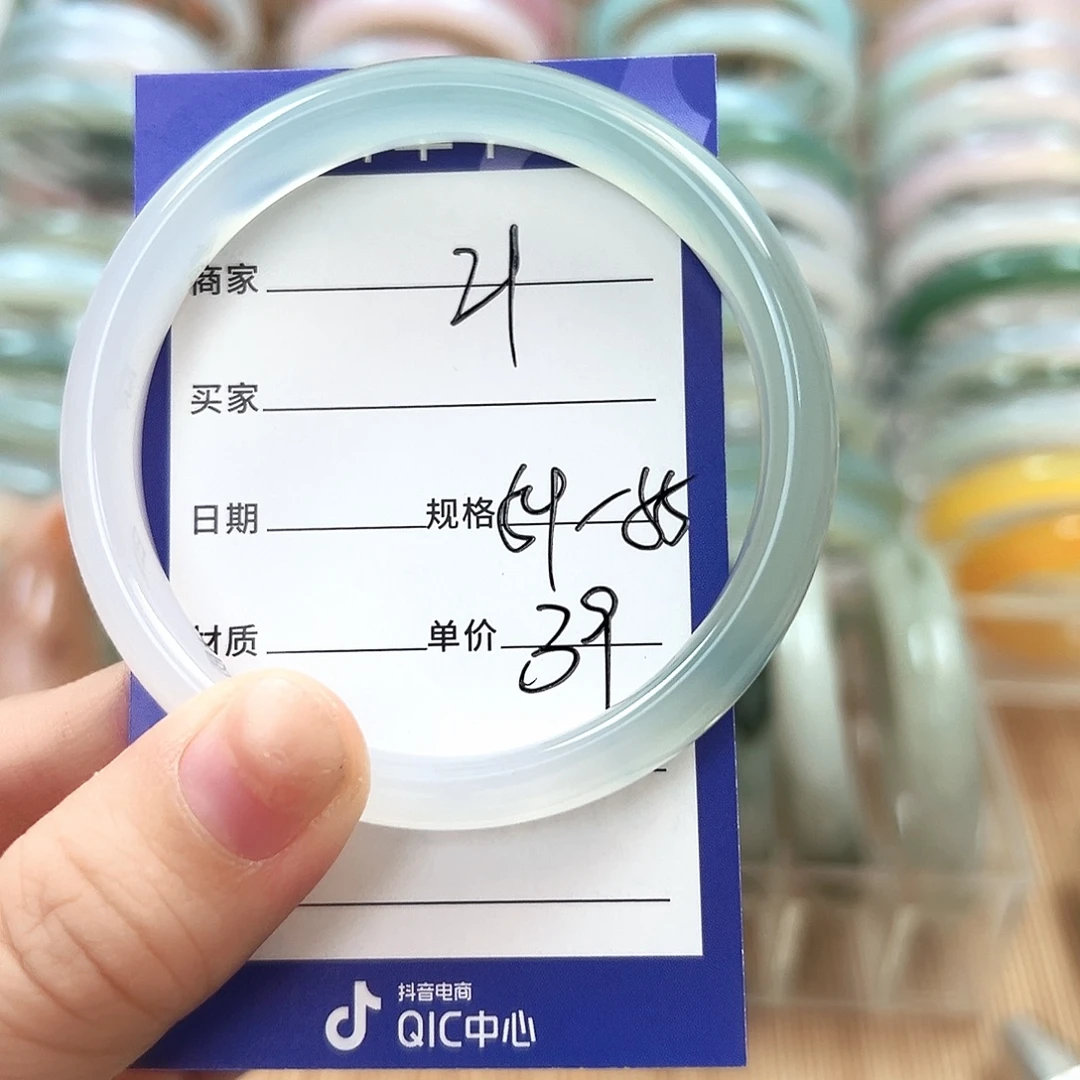 商家 21
买家
日期 规格 54-55
材质 单价 39
抖音电商
QIC中心